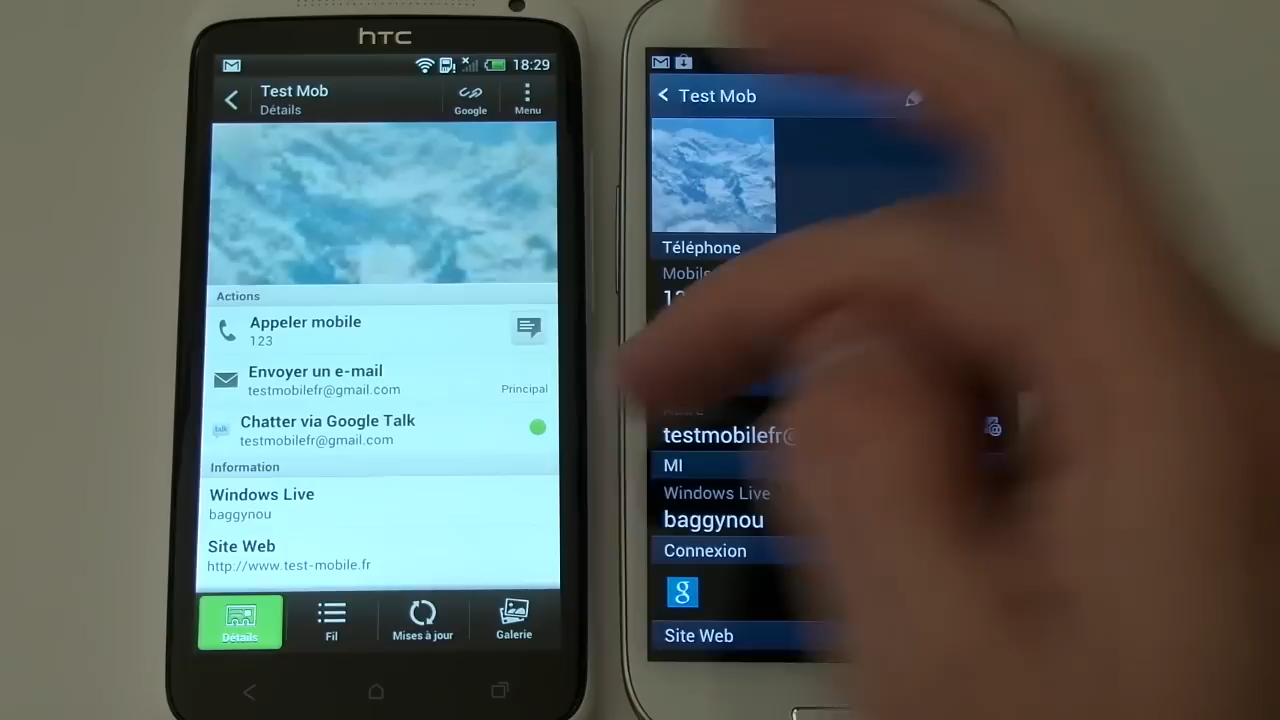 hTC
18:29
Test Mob
Détails
Google
Menu
Actions
Appeler mobile
123
Envoyer un e-mail
testmobilefr@gmail.com
Principal
Chatter via Google Talk
talk
testmobilefr@gmail.com
Information
Windows Live
baggynou
Site Web
http://www.test-mobile.fr
Détails
Fil
Mises à jour
Galerie
Test Mob
Téléphone
Mobile
testmobilefr@
MI
Windows Live
baggynou
Connexion
g
Site Web